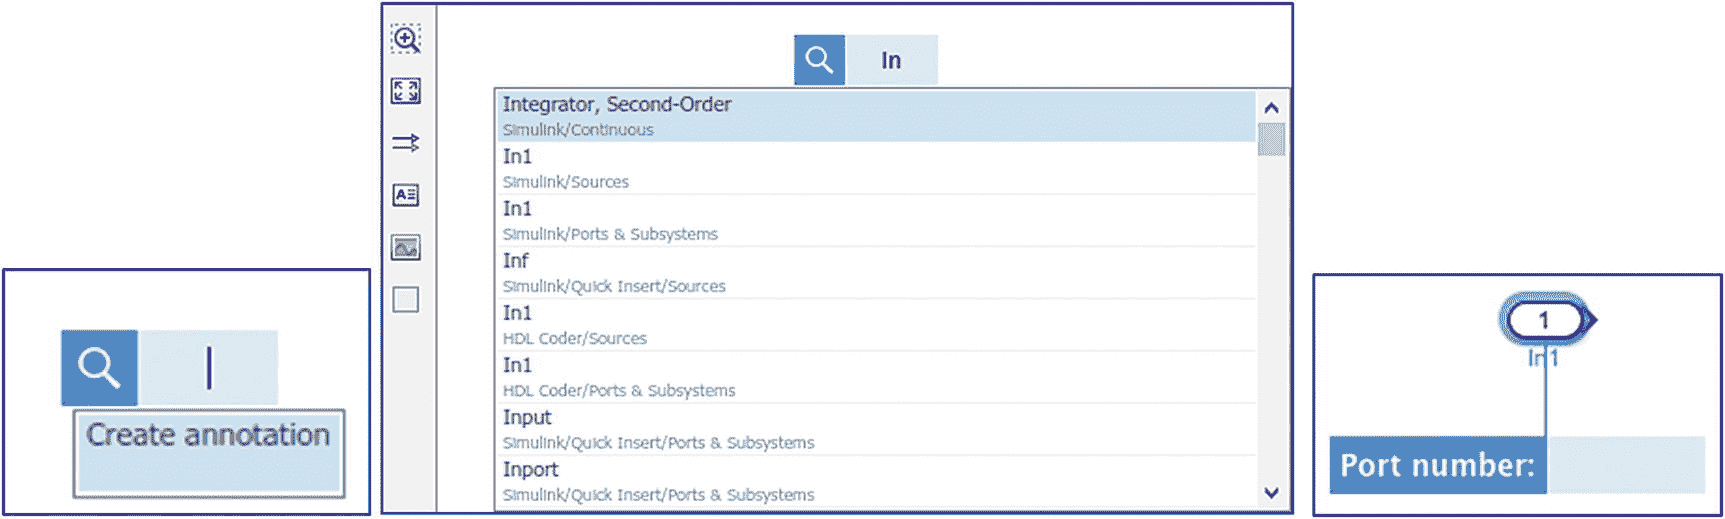 Create annotation
In
Integrator, Second-Order
Simulink/Continuous
In1
Simulink/Sources
In1
Simulink/Ports & Subsystems
Inf
Simulink/Quick Insert/Sources
In1
HDL Coder/Sources
In1
HDL Coder/Ports & Subsystems
Input
Simulink/Quick Insert/Ports & Subsystems
Inport
Simulink/Quick Insert/Ports & Subsystems
1
In1
Port number: